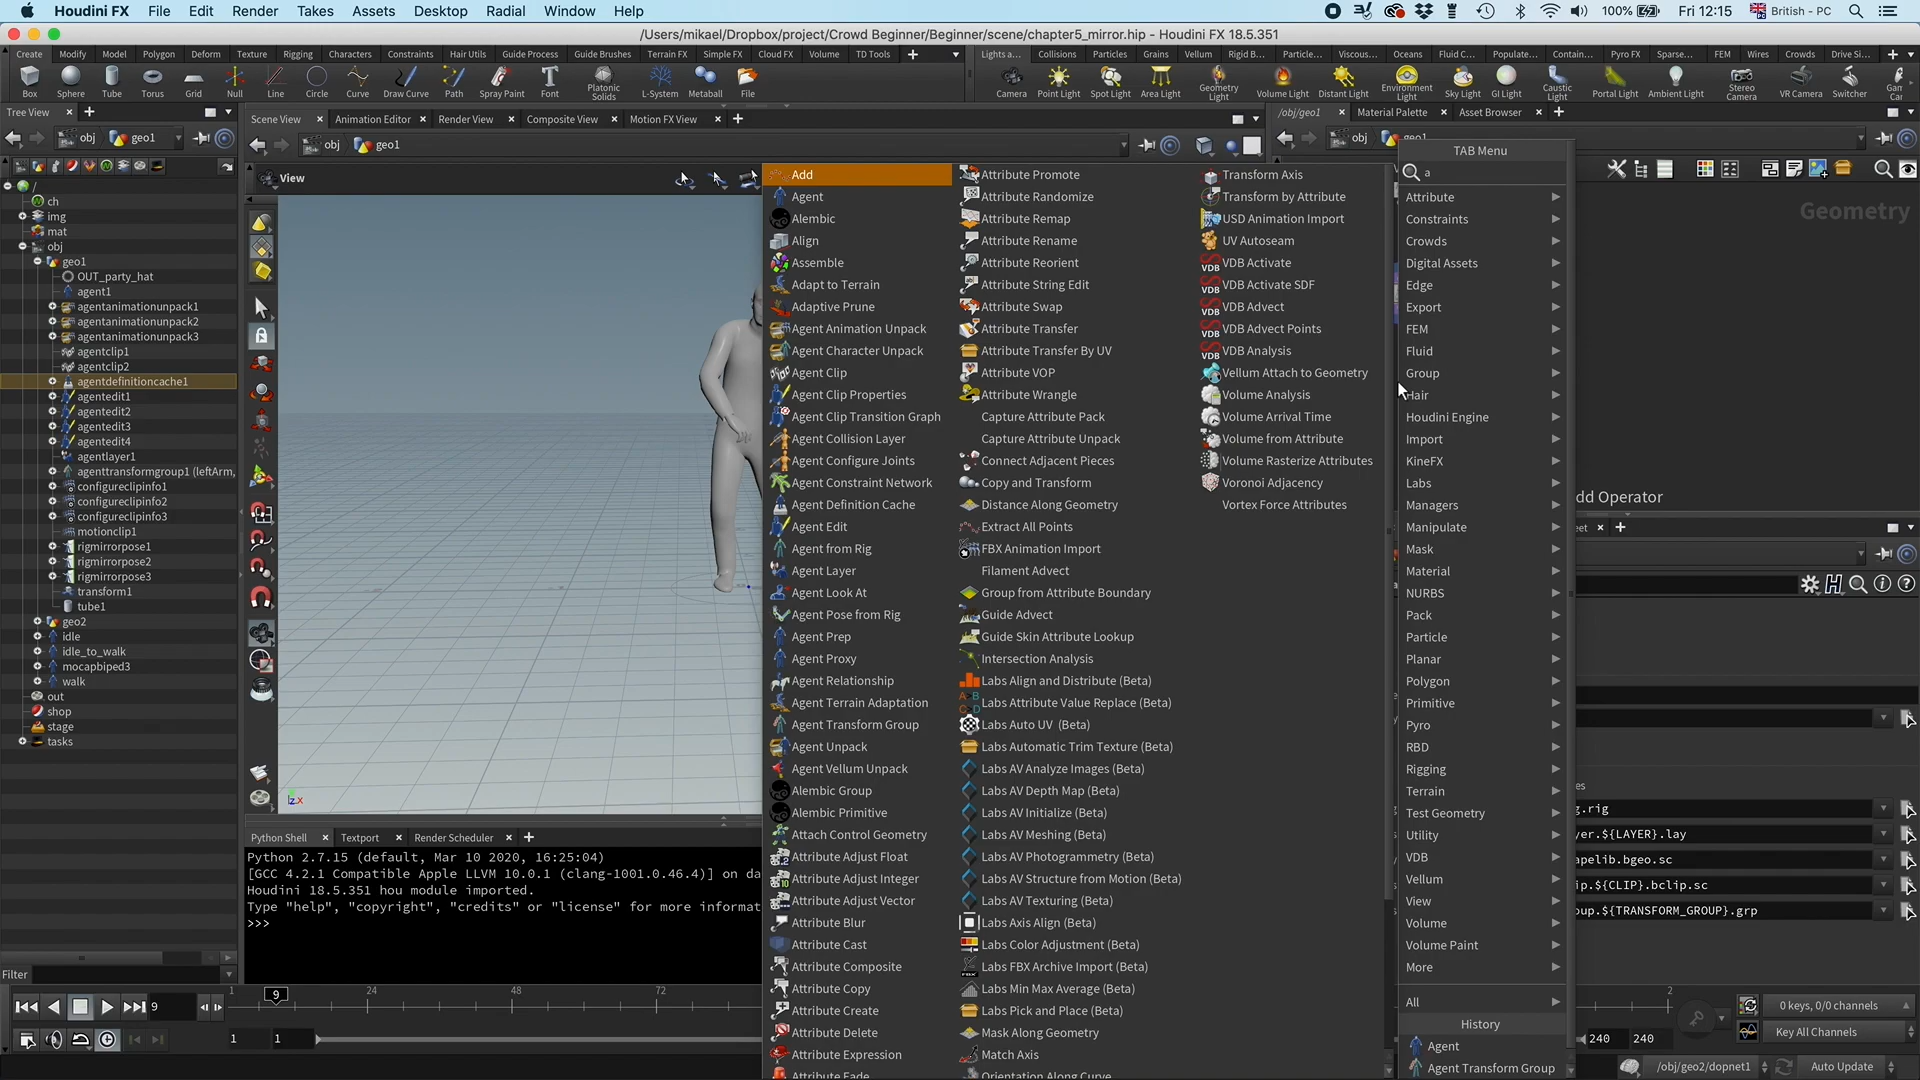 Houdini FX File Edit Render Takes Assets Desktop Radial Window Help 100% Fri 12:15 British - PC
/Users/mikael/Dropbox/project/Crowd Beginner/Beginner/scene/chapter5_mirror.hip - Houdini FX 18.5.351
Create Modify Model Polygon Deform Texture Rigging Characters Constraints Hair Utils Guide Process Guide Brushes Terrain FX Simple FX Cloud FX Volume TD Tools
Lights a... Collisions Particles Grains Vellum Rigid B... Particle... Viscous... Oceans Fluid C... Populate... Contain... Pyro FX Sparse... FEM Wires Crowds Drive Si...
Box Sphere Tube Torus Grid Null Line Circle Curve Draw Curve Path Spray Paint Font Platonic Solids L-System Metaball File
Camera Point Light Spot Light Area Light Geometry Light Volume Light Distant Light Environment Light Sky Light GI Light Caustic Light Portal Light Ambient Light Stereo Camera VR Camera Switcher
Tree View
Scene View Animation Editor Render View Composite View Motion FX View
/obj/geo1 Material Palette Asset Browser
obj geo1
obj geo1
obj
View
/
ch
img
mat
obj
geo1
OUT_party_hat
agent1
agentanimationunpack1
agentanimationunpack2
agentanimationunpack3
agentclip1
agentclip2
agentdefinitioncache1
agentedit1
agentedit2
agentedit3
agentedit4
agentlayer1
agenttransformgroup1 (leftArm,
configureclipinfo1
configureclipinfo2
configureclipinfo3
motionclip1
rigmirrorpose1
rigmirrorpose2
rigmirrorpose3
transform1
tube1
geo2
idle
idle_to_walk
mocapbiped3
walk
out
shop
stage
tasks
Filter
Add
Agent
Alembic
Align
Assemble
Adapt to Terrain
Adaptive Prune
Agent Animation Unpack
Agent Character Unpack
Agent Clip
Agent Clip Properties
Agent Clip Transition Graph
Agent Collision Layer
Agent Configure Joints
Agent Constraint Network
Agent Definition Cache
Agent Edit
Agent from Rig
Agent Layer
Agent Look At
Agent Pose from Rig
Agent Prep
Agent Proxy
Agent Relationship
Agent Terrain Adaptation
Agent Transform Group
Agent Unpack
Agent Vellum Unpack
Alembic Group
Alembic Primitive
Attach Control Geometry
Attribute Adjust Float
Attribute Adjust Integer
Attribute Adjust Vector
Attribute Blur
Attribute Cast
Attribute Composite
Attribute Copy
Attribute Create
Attribute Delete
Attribute Expression
Attribute Fade
Attribute Promote
Attribute Randomize
Attribute Remap
Attribute Rename
Attribute Reorient
Attribute String Edit
Attribute Swap
Attribute Transfer
Attribute Transfer By UV
Attribute VOP
Attribute Wrangle
Capture Attribute Pack
Capture Attribute Unpack
Connect Adjacent Pieces
Copy and Transform
Distance Along Geometry
Extract All Points
FBX Animation Import
Filament Advect
Group from Attribute Boundary
Guide Advect
Guide Skin Attribute Lookup
Intersection Analysis
Labs Align and Distribute (Beta)
Labs Attribute Value Replace (Beta)
Labs Auto UV (Beta)
Labs Automatic Trim Texture (Beta)
Labs AV Analyze Images (Beta)
Labs AV Depth Map (Beta)
Labs AV Initialize (Beta)
Labs AV Meshing (Beta)
Labs AV Photogrammetry (Beta)
Labs AV Structure from Motion (Beta)
Labs AV Texturing (Beta)
Labs Axis Align (Beta)
Labs Color Adjustment (Beta)
Labs FBX Archive Import (Beta)
Labs Min Max Average (Beta)
Labs Pick and Place (Beta)
Mask Along Geometry
Match Axis
Orientation Along Curve
Transform Axis
Transform by Attribute
USD Animation Import
UV Autoseam
VDB Activate
VDB Activate SDF
VDB Advect
VDB Advect Points
VDB Analysis
Vellum Attach to Geometry
Volume Analysis
Volume Arrival Time
Volume from Attribute
Volume Rasterize Attributes
Voronoi Adjacency
Vortex Force Attributes
TAB Menu
a
Attribute
Constraints
Crowds
Digital Assets
Edge
Export
FEM
Fluid
Group
Hair
Houdini Engine
Import
KineFX
Labs
Managers
Manipulate
Mask
Material
NURBS
Pack
Particle
Planar
Polygon
Primitive
Pyro
RBD
Rigging
Terrain
Test Geometry
Utility
VDB
Vellum
View
Volume
Volume Paint
More
All
History
Agent
Agent Transform Group
Geometry
dd Operator
eet
es
g.rig
yer.${LAYER}.lay
apelib.bgeo.sc
ip.${CLIP}.bclip.sc
oup.${TRANSFORM_GROUP}.grp
z x
Python Shell Textport Render Scheduler
Python 2.7.15 (default, Mar 10 2020, 16:25:04)
[GCC 4.2.1 Compatible Apple LLVM 10.0.1 (clang-1001.0.46.4)] on da
Houdini 18.5.351 hou module imported.
Type "help", "copyright", "credits" or "license" for more informat
>>>
9 1 9 24 48 72 2
1 1 240 240
0 keys, 0/0 channels
Key All Channels
/obj/geo2/dopnet1 Auto Update